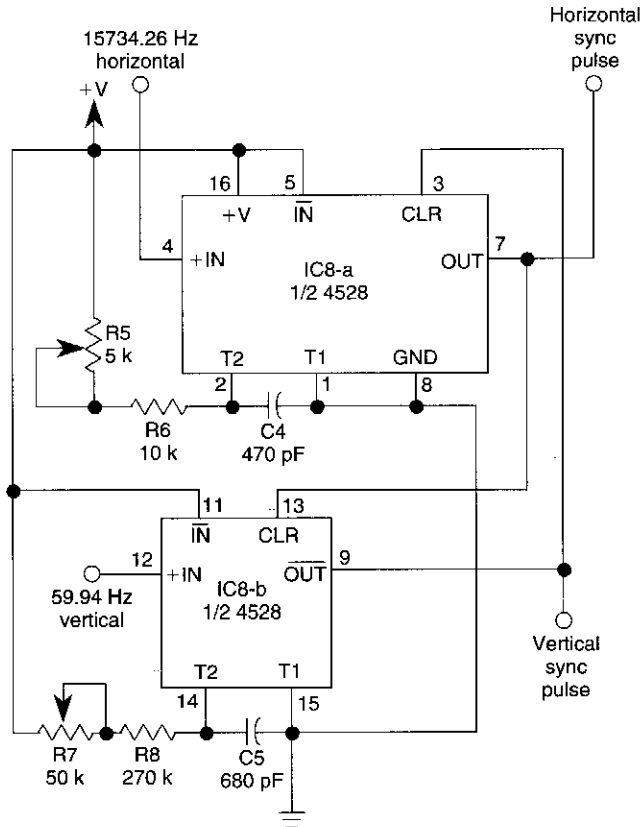 15734.26 Hz
horizontal
Horizontal
sync
pulse
+V
16
5
3
+V
I̅N̅
CLR
4
+IN
IC8-a
1/2 4528
OUT
7
R5
5 k
T2
T1
GND
2
1
8
R6
10 k
C4
470 pF
11
13
I̅N̅
CLR
12
+IN
IC8-b
1/2 4528
O̅U̅T̅
9
59.94 Hz
vertical
T2
T1
14
15
Vertical
sync
pulse
R7
50 k
R8
270 k
C5
680 pF